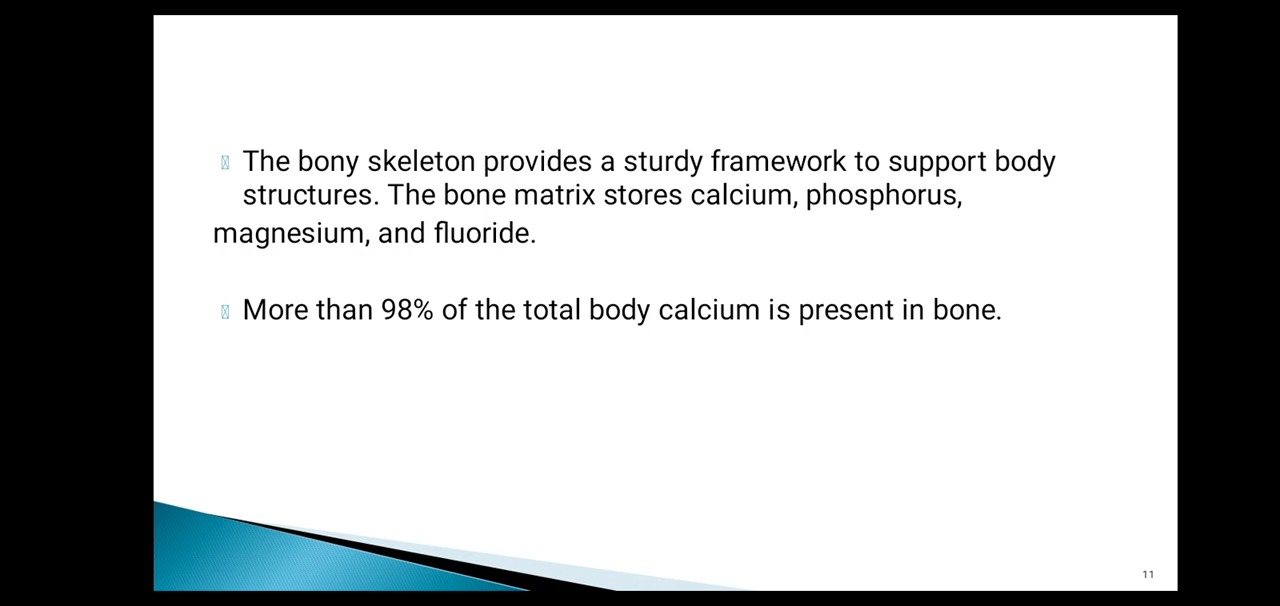 The bony skeleton provides a sturdy framework to support body
structures. The bone matrix stores calcium, phosphorus,
magnesium, and fluoride.
More than 98% of the total body calcium is present in bone.
11